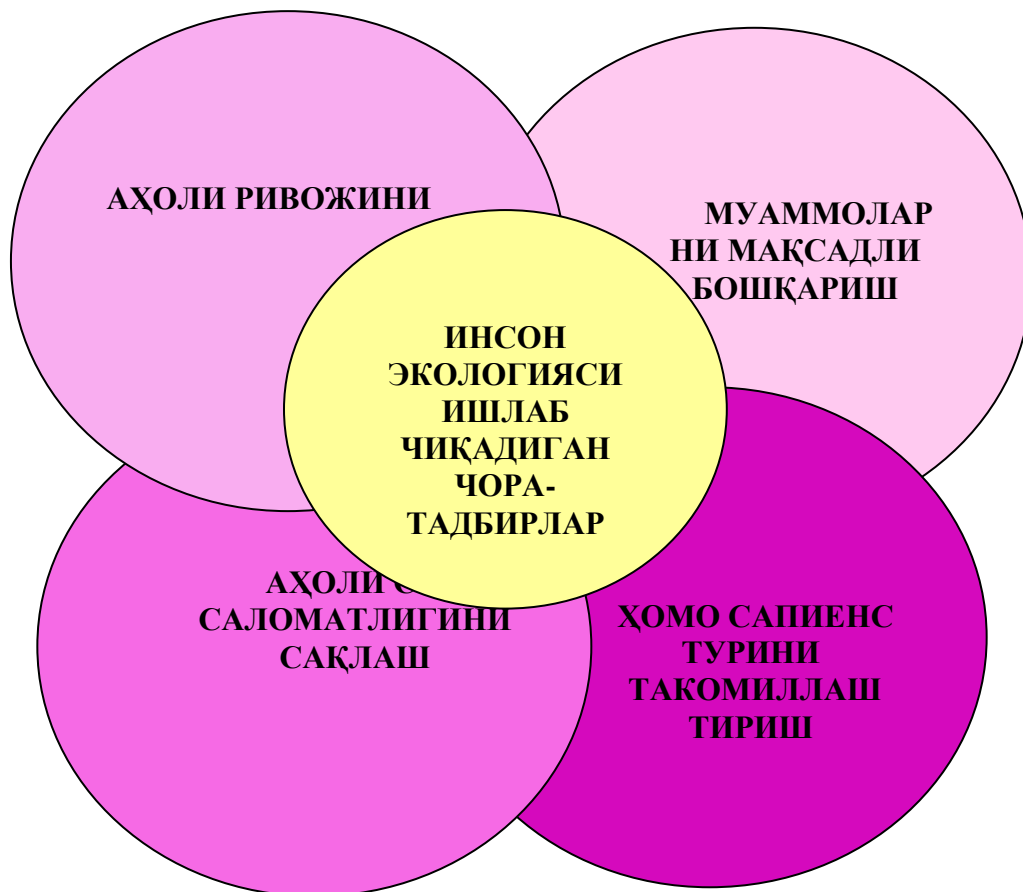 АҲОЛИ РИВОЖИНИ
МУАММОЛАР
НИ МАҚСАДЛИ
БОШҚАРИШ
ИНСОН
ЭКОЛОГИЯСИ
ИШЛАБ
ЧИҚАДИГАН
ЧОРА-
ТАДБИРЛАР
АҲОЛИ
САЛОМАТЛИГИНИ
САҚЛАШ
ҲОМО САПИЕНС
ТУРИНИ
ТАКОМИЛЛАШ
ТИРИШ